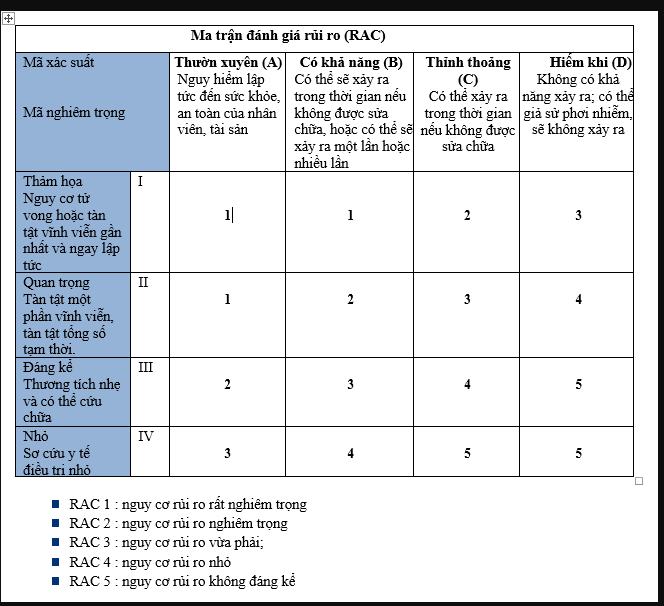 Ma trận đánh giá rủi ro (RAC)
Mã xác suất
Mã nghiêm trọng
Thườn xuyên (A)
Nguy hiểm lập
tức đến sức khỏe,
an toàn của nhân
viên, tài sản
Có khả năng (B)
Có thể sẽ xảy ra
trong thời gian nếu
không được sửa
chữa, hoặc có thể sẽ
xảy ra một lần hoặc
nhiều lần
Thỉnh thoảng
(C)
Có thể xảy ra
trong thời gian
nếu không được
sửa chữa
Hiếm khi (D)
Không có khả
năng xảy ra; có thể
giả sử phơi nhiễm,
sẽ không xảy ra
Thảm họa
Nguy cơ tử
vong hoặc tàn
tật vĩnh viễn gần
nhất và ngay lập
tức
I
1
1
2
3
Quan trọng
Tàn tật một
phần vĩnh viễn,
tàn tật tổng số
tạm thời.
II
1
2
3
4
Đáng kể
Thương tích nhẹ
và có thể cứu
chữa
III
2
3
4
5
Nhỏ
Sơ cứu y tế
điều trị nhỏ
IV
3
4
5
5
RAC 1 : nguy cơ rủi ro rất nghiêm trọng
RAC 2 : nguy cơ rủi ro nghiêm trọng
RAC 3 : nguy cơ rủi ro vừa phải;
RAC 4 : nguy cơ rủi ro nhỏ
RAC 5 : nguy cơ rủi ro không đáng kể